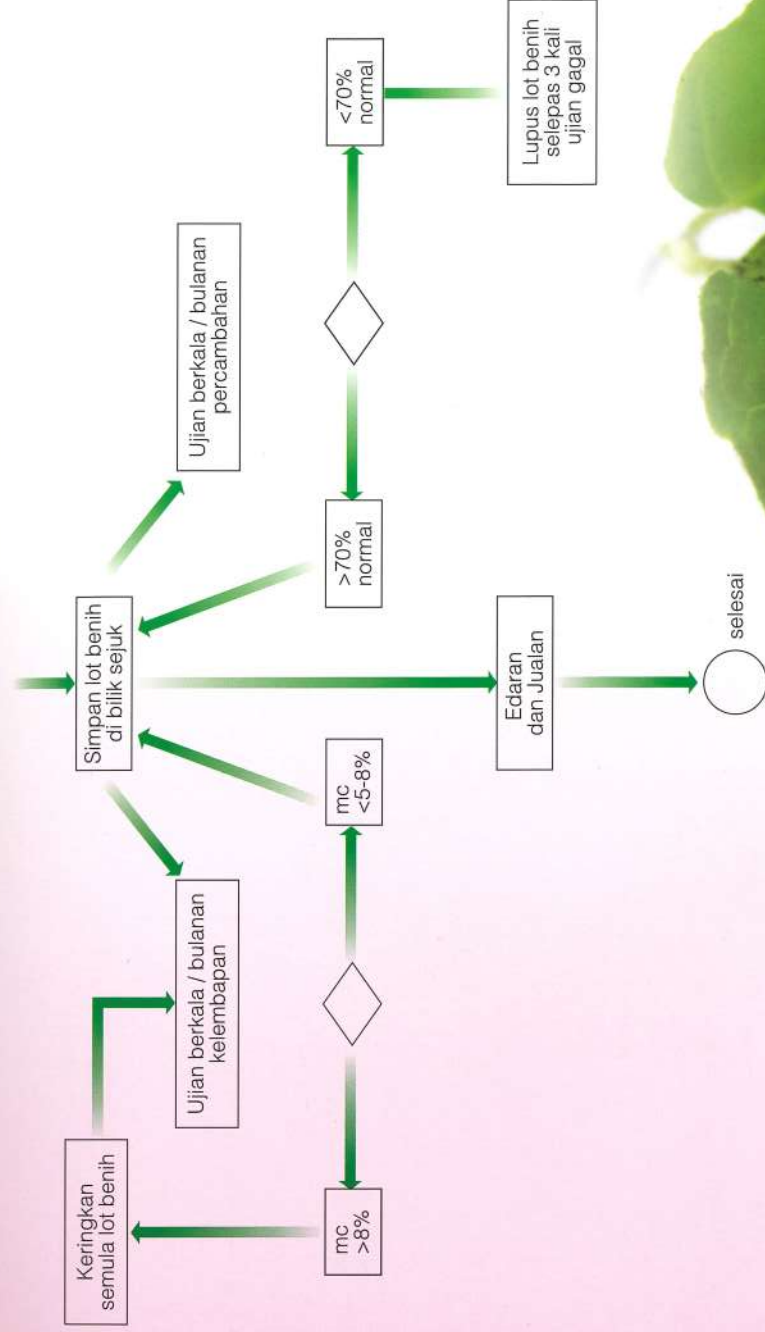 Simpan lot benih
di bilik sejuk
Keringkan
semula lot benih
Ujian berkala / bulanan
kelembapan
Ujian berkala / bulanan
percambahan
mc
>8%
mc
<5-8%
>70%
normal
<70%
normal
Edaran
dan Jualan
Lupus lot benih
selepas 3 kali
ujian gagal
selesai